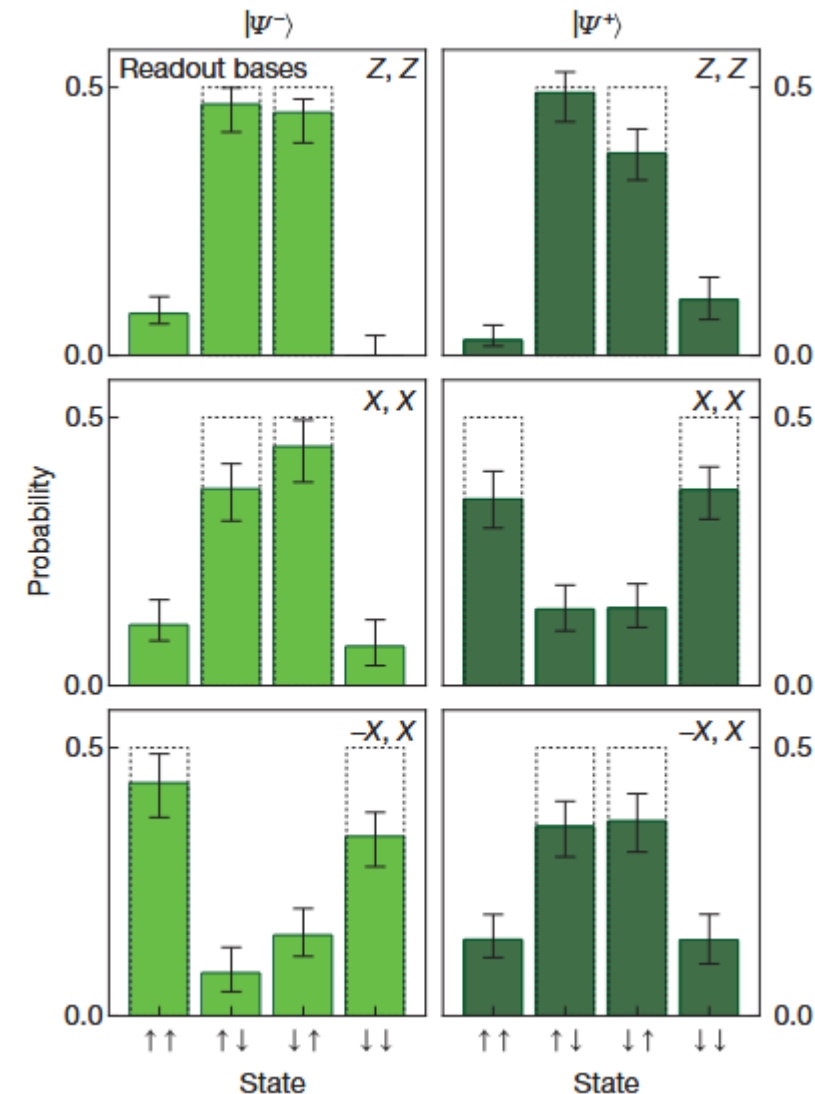 |Ψ⁻⟩ |Ψ⁺⟩
Readout bases Z, Z Z, Z
0.5 0.5
0.0 0.0
X, X X, X
0.5 0.5
Probability
0.0 0.0
–X, X –X, X
0.5 0.5
0.0 0.0
↑↑ ↑↓ ↓↑ ↓↓ ↑↑ ↑↓ ↓↑ ↓↓
State State